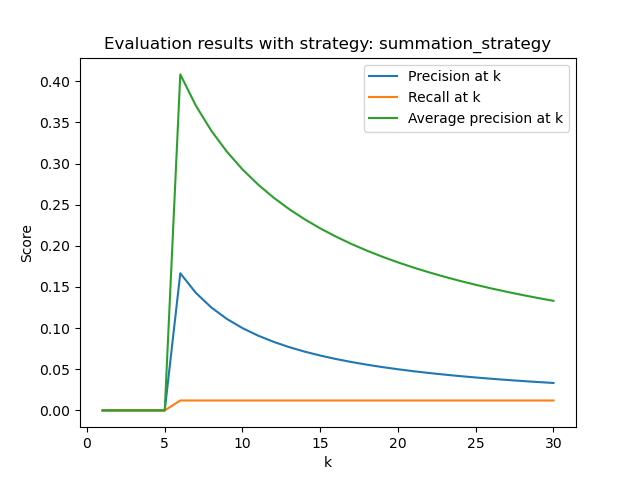 Evaluation results with strategy: summation_strategy
Precision at k
Recall at k
Average precision at k
Score
0.40
0.35
0.30
0.25
0.20
0.15
0.10
0.05
0.00
0 5 10 15 20 25 30
k